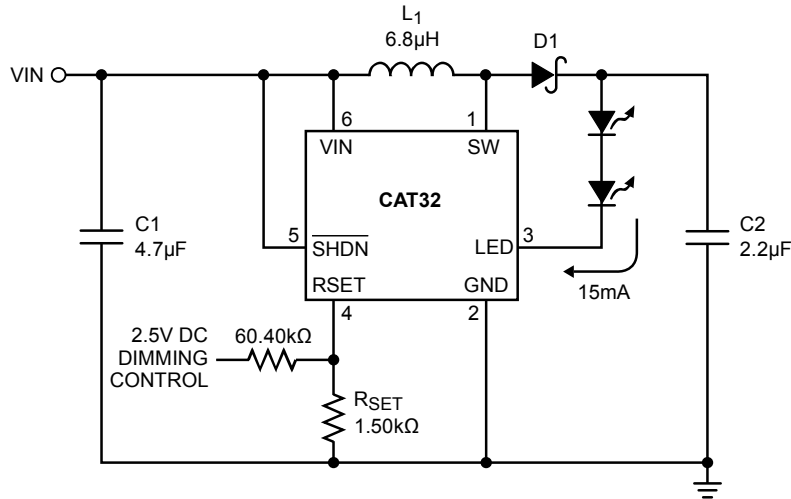 L1
6.8µH
D1
VIN
6
1
VIN
SW
CAT32
C1
4.7µF
5
SHDN
LED
3
C2
2.2µF
RSET
GND
15mA
4
2
2.5V DC
DIMMING
CONTROL
60.40kΩ
RSET
1.50kΩ